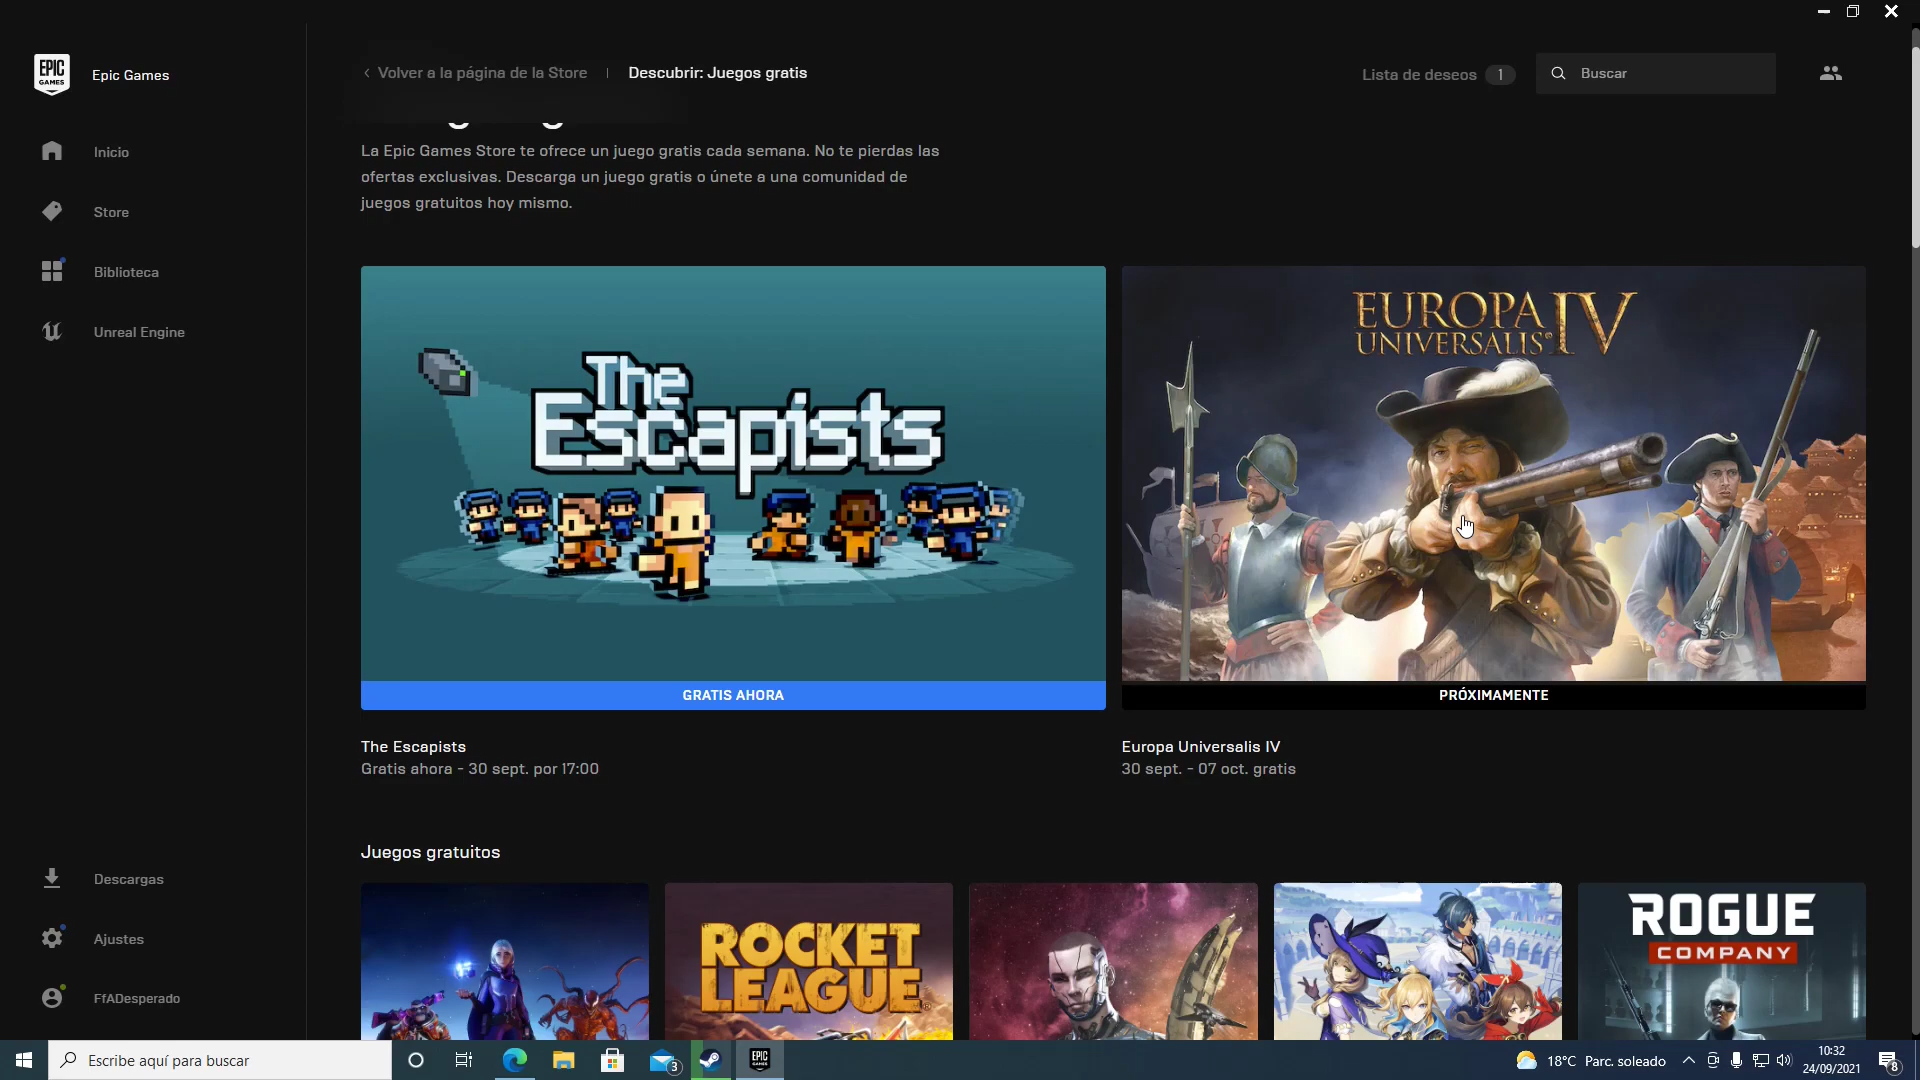 EPIC
GAMES
Epic Games
Volver a la página de la Store
Descubrir: Juegos gratis
Lista de deseos 1
Buscar
Inicio
Store
Biblioteca
Unreal Engine
La Epic Games Store te ofrece un juego gratis cada semana. No te pierdas las
ofertas exclusivas. Descarga un juego gratis o únete a una comunidad de
juegos gratuitos hoy mismo.
The
Escapists
GRATIS AHORA
The Escapists
Gratis ahora - 30 sept. por 17:00
EUROPA
UNIVERSALIS IV
PRÓXIMAMENTE
Europa Universalis IV
30 sept. - 07 oct. gratis
Juegos gratuitos
ROCKET
LEAGUE
ROGUE
COMPANY
Descargas
Ajustes
FfADesperado
Escribe aquí para buscar
3
EPIC
GAMES
18°C Parc. soleado
10:32
24/09/2021
8